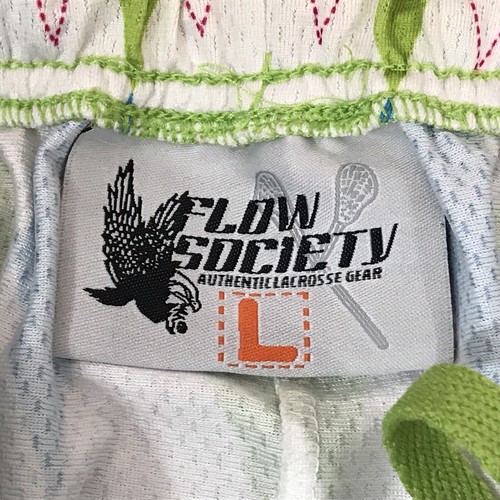 FLOW
SOCIETY
AUTHENTIC LACROSSE GEAR
L